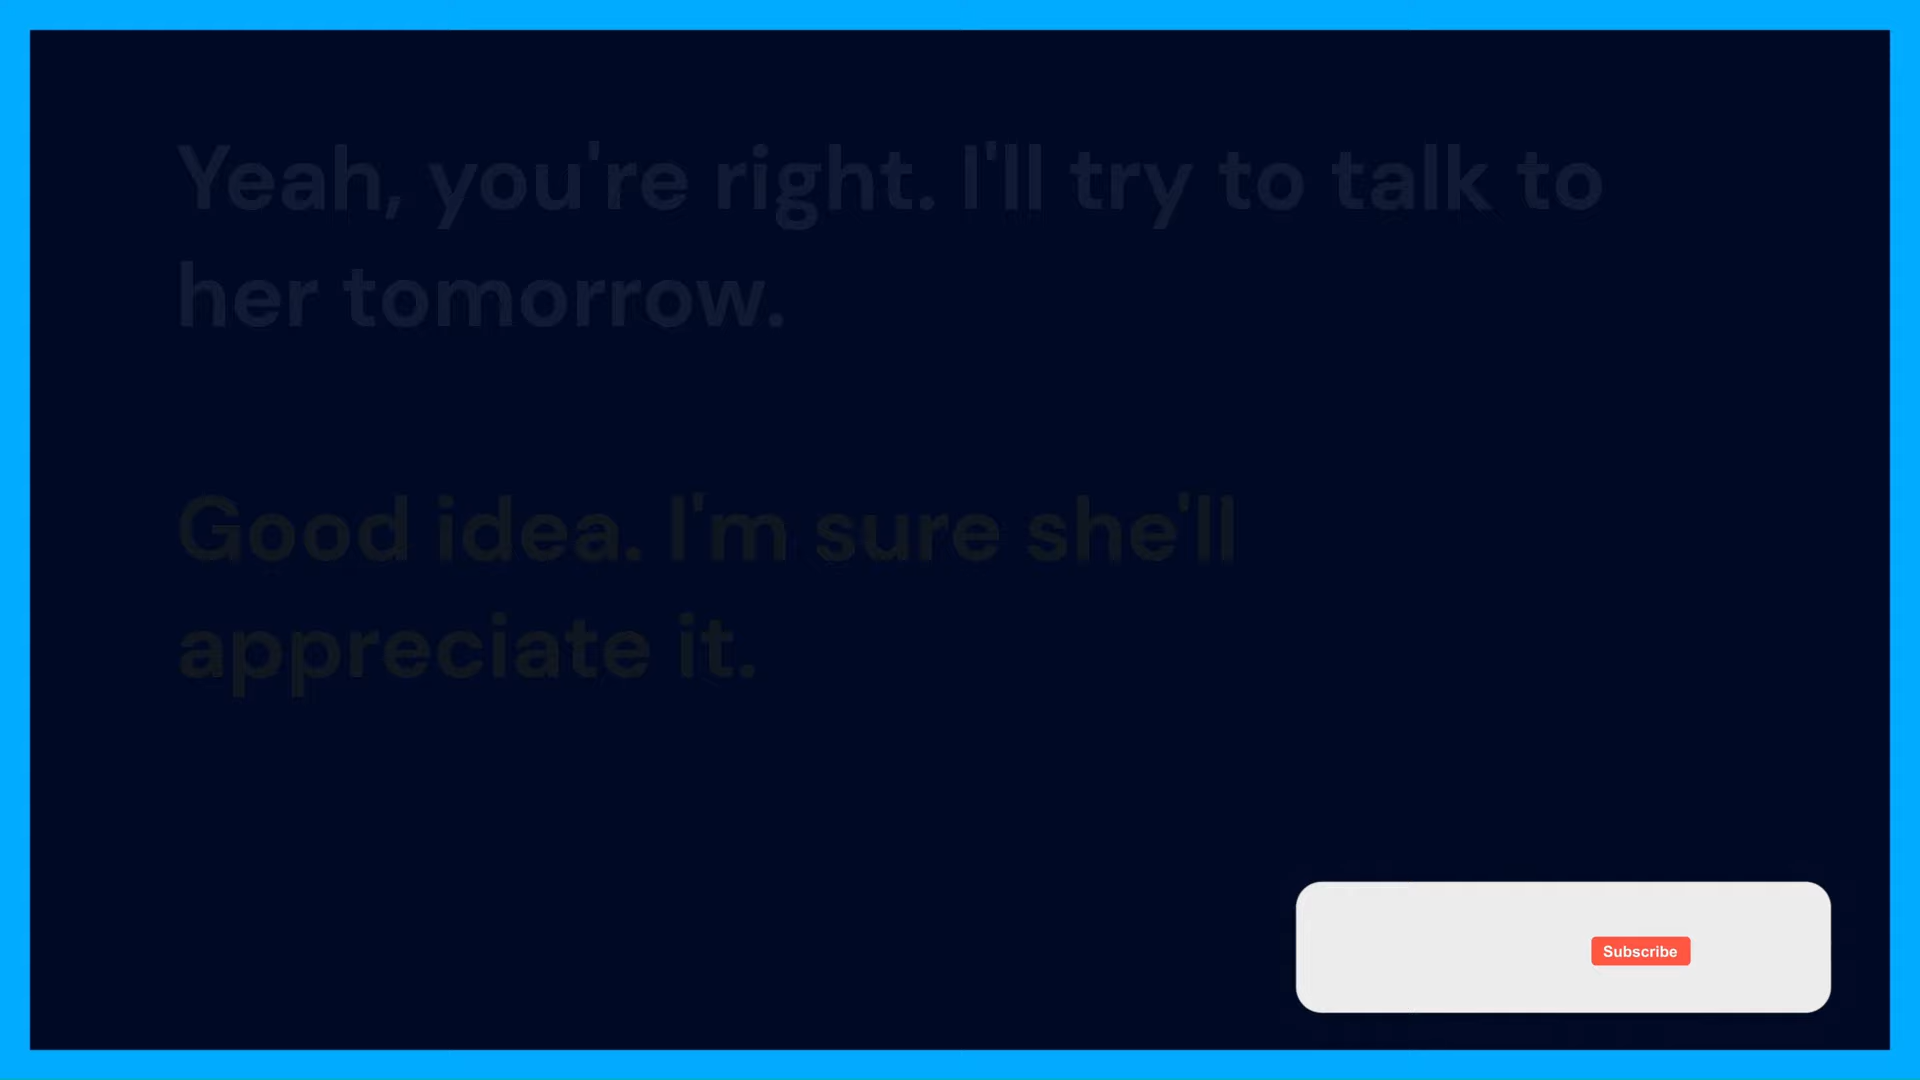 Yeah, you're right. I'll try to talk to
her tomorrow.
Good idea. I'm sure she'll
appreciate it.
Subscribe